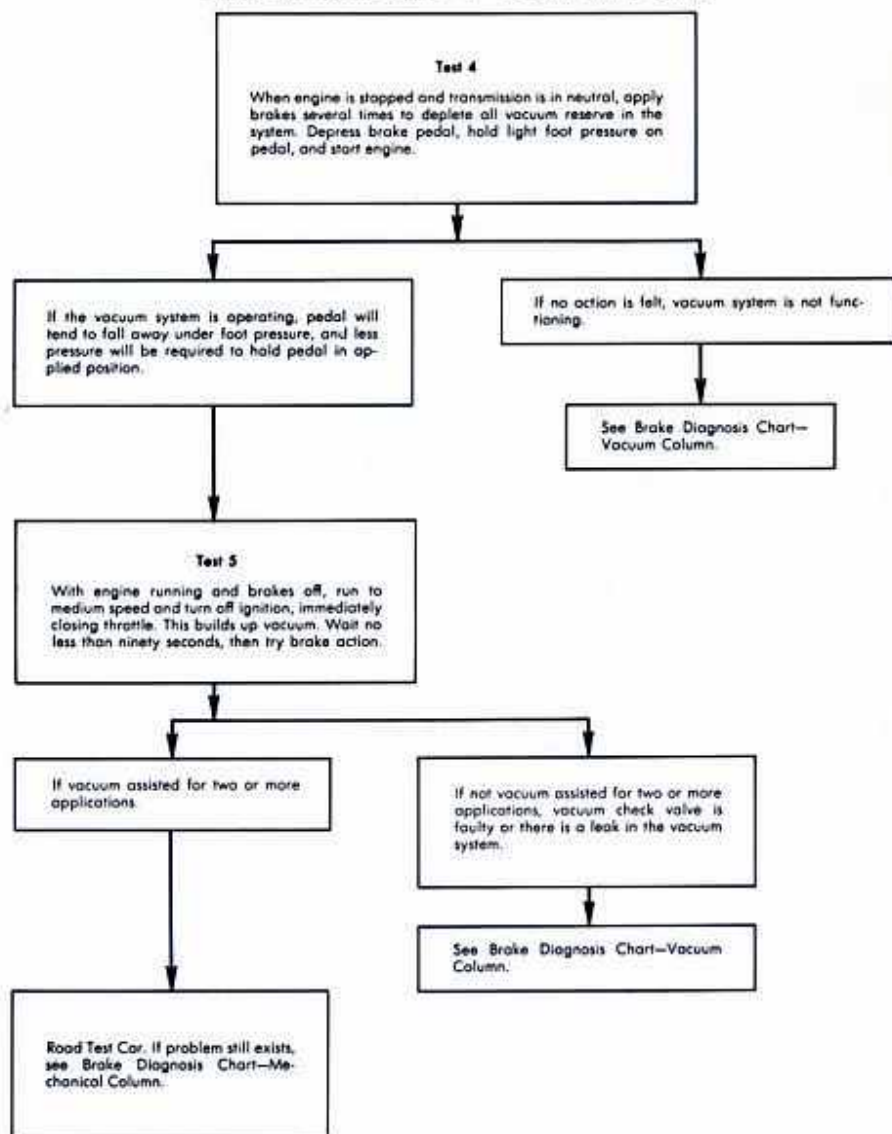 Test 4
When engine is stopped and transmission is in neutral, apply
brakes several times to deplete all vacuum reserve in the
system. Depress brake pedal, hold light foot pressure on
pedal, and start engine.
If the vacuum system is operating, pedal will
tend to fall away under foot pressure, and less
pressure will be required to hold pedal in ap-
plied position.
If no action is felt, vacuum system is not func-
tioning.
See Brake Diagnosis Chart—
Vacuum Column.
Test 5
With engine running and brakes off, run to
medium speed and turn off ignition, immediately
closing throttle. This builds up vacuum. Wait no
less than ninety seconds, then try brake action.
If vacuum assisted for two or more
applications.
If not vacuum assisted for two or more
applications, vacuum check valve is
faulty or there is a leak in the vacuum
system.
See Brake Diagnosis Chart—Vacuum
Column.
Road Test Car. If problem still exists,
see Brake Diagnosis Chart—Me-
chanical Column.